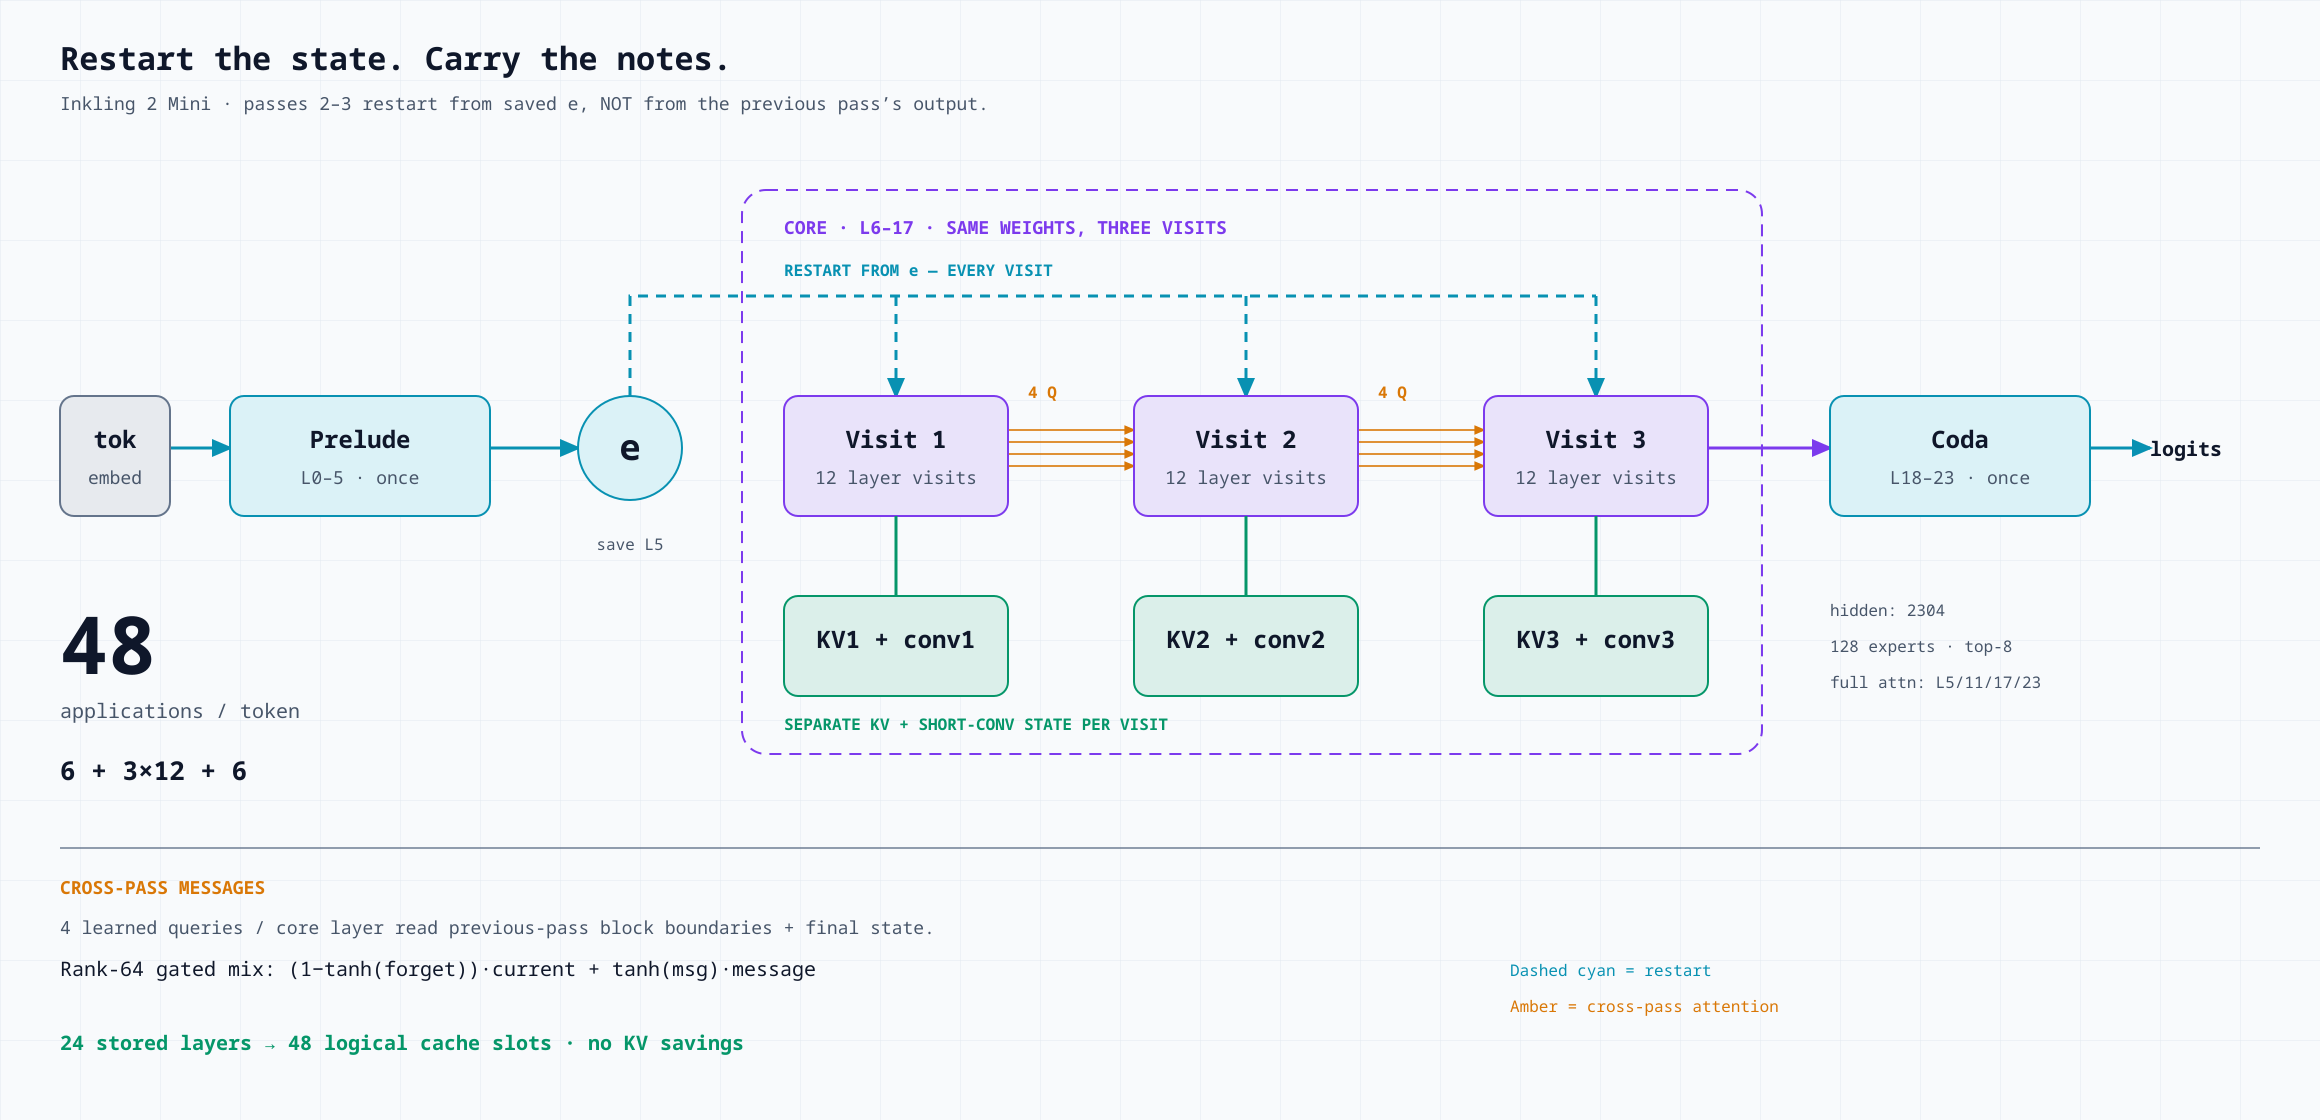 Restart the state. Carry the notes.
Inkling 2 Mini · passes 2–3 restart from saved e, NOT from the previous pass’s output.
CORE · L6–17 · SAME WEIGHTS, THREE VISITS
RESTART FROM e — EVERY VISIT
tok
embed
Prelude
L0–5 · once
e
save L5
Visit 1
12 layer visits
4 Q
Visit 2
12 layer visits
4 Q
Visit 3
12 layer visits
Coda
L18–23 · once
logits
KV1 + conv1
KV2 + conv2
KV3 + conv3
SEPARATE KV + SHORT-CONV STATE PER VISIT
hidden: 2304
128 experts · top-8
full attn: L5/11/17/23
48
applications / token
6 + 3×12 + 6
CROSS-PASS MESSAGES
4 learned queries / core layer read previous-pass block boundaries + final state.
Rank-64 gated mix: (1−tanh(forget))·current + tanh(msg)·message
24 stored layers → 48 logical cache slots · no KV savings
Dashed cyan = restart
Amber = cross-pass attention